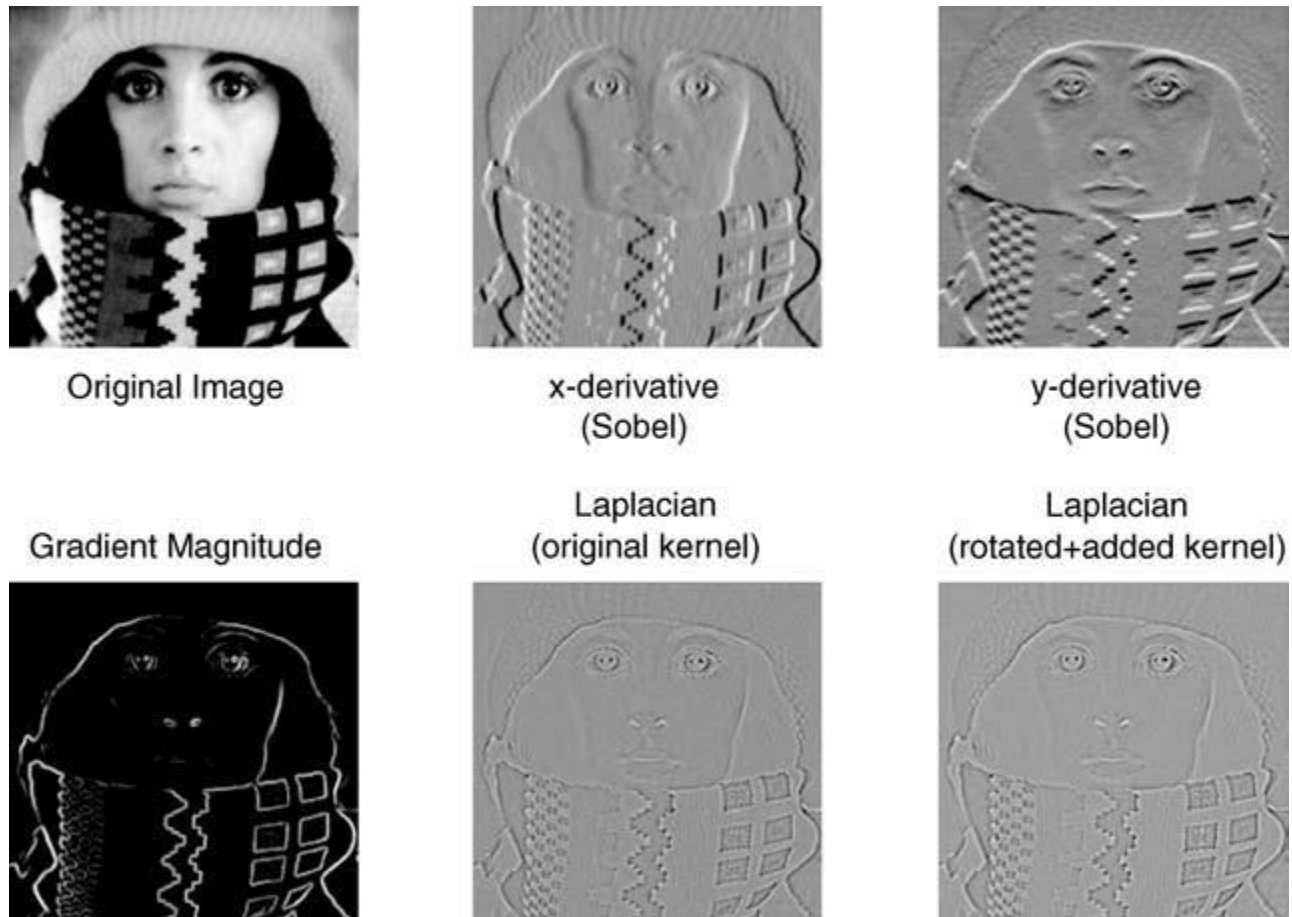 Original Image
x-derivative
(Sobel)
y-derivative
(Sobel)
Gradient Magnitude
Laplacian
(original kernel)
Laplacian
(rotated+added kernel)